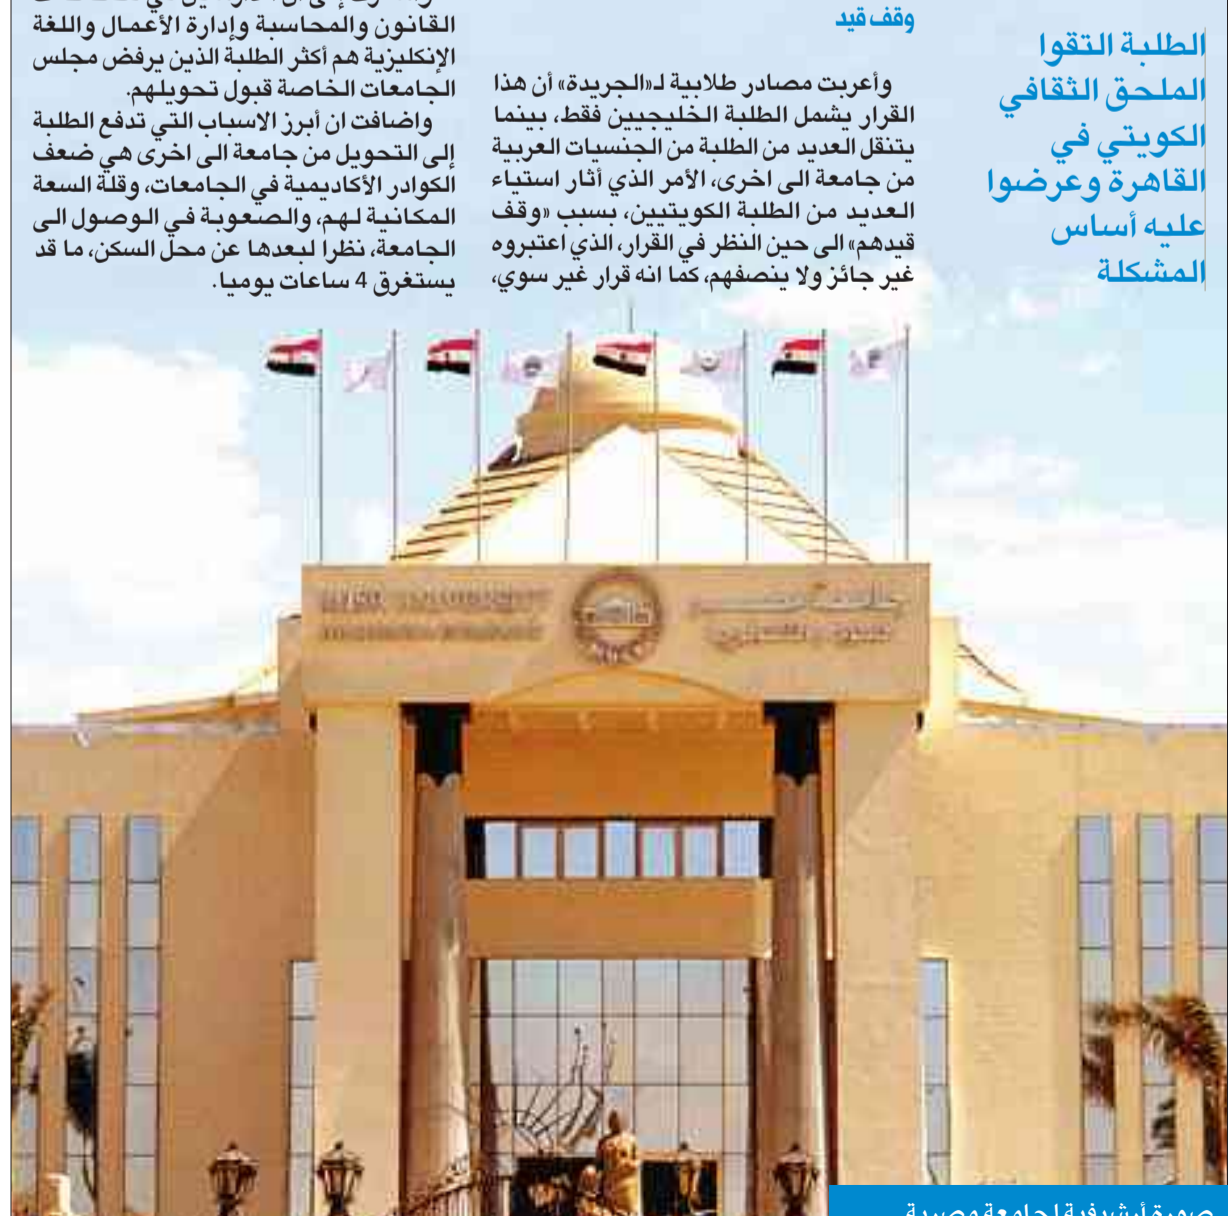 الطلبة التقوا
الملحق الثقافي
الكويتي في
القاهرة وعرضوا
عليه أساس
المشكلة
وقف قيد
وأعربت مصادر طلابية لـ«الجريدة» أن هذا
القرار يشمل الطلبة الخليجيين فقط، بينما
يتنقل العديد من الطلبة من الجنسيات العربية
من جامعة الى اخرى، الأمر الذي أثار استياء
العديد من الطلبة الكويتيين، بسبب «وقف
قيدهم» الى حين النظر في القرار، الذي اعتبروه
غير جائز ولا ينصفهم، كما انه قرار غير سوي،
القانون والمحاسبة وإدارة الأعمال واللغة
الإنكليزية هم أكثر الطلبة الذين يرفض مجلس
الجامعات الخاصة قبول تحويلهم.
واضافت ان أبرز الاسباب التي تدفع الطلبة
إلى التحويل من جامعة الى اخرى هي ضعف
الكوادر الأكاديمية في الجامعات، وقلة السعة
المكانية لهم، والصعوبة في الوصول الى
الجامعة، نظرا لبعدها عن محل السكن، ما قد
يستغرق 4 ساعات يوميا.
صورة أرشيفية لجامعة مصرية